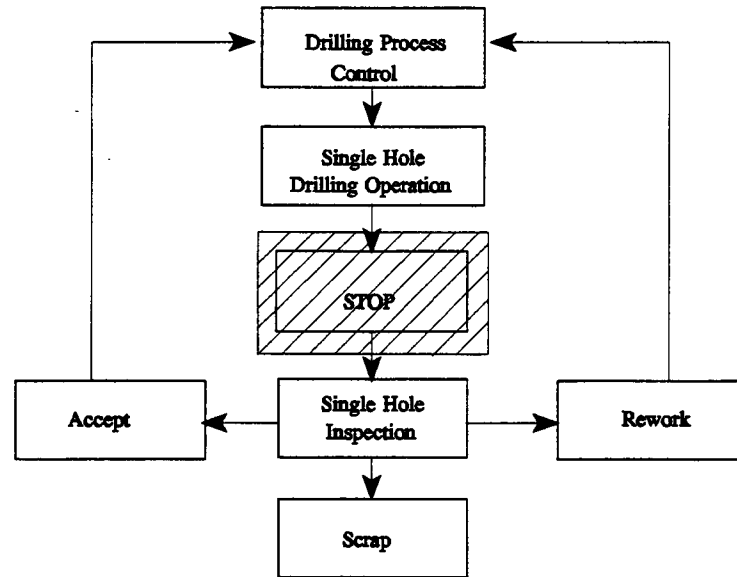 Drilling Process
Control
Single Hole
Drilling Operation
STOP
Accept
Single Hole
Inspection
Rework
Scrap